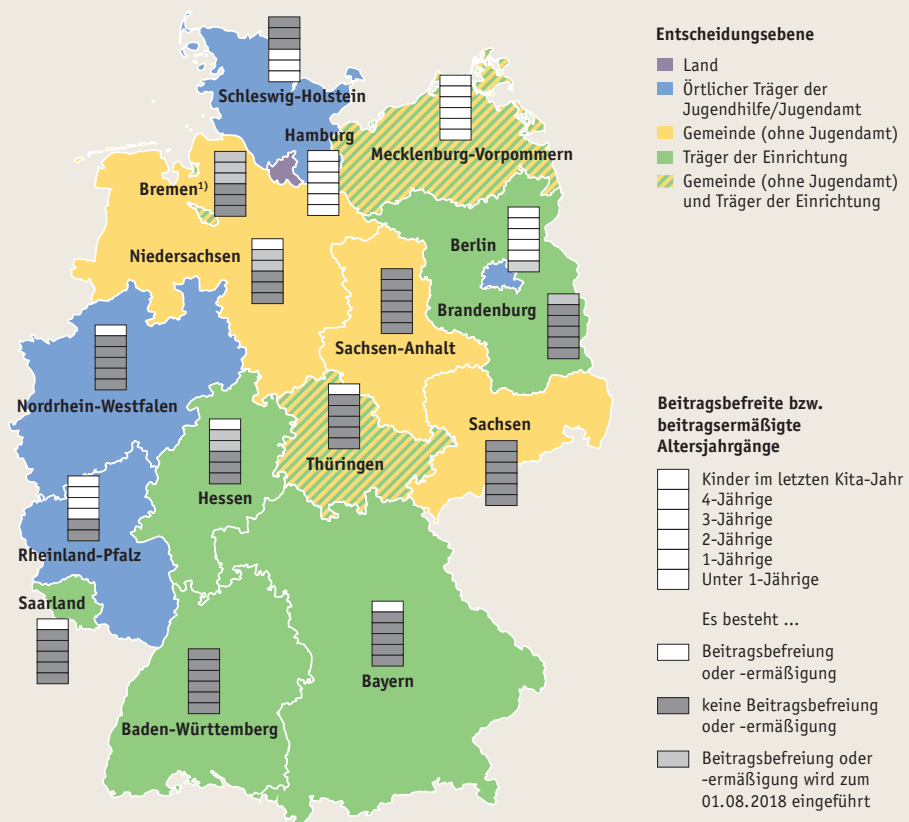 Schleswig-Holstein
Hamburg
Mecklenburg-Vorpommern
Bremen¹⁾
Niedersachsen
Berlin
Brandenburg
Sachsen-Anhalt
Nordrhein-Westfalen
Sachsen
Thüringen
Hessen
Rheinland-Pfalz
Saarland
Bayern
Baden-Württemberg
Entscheidungsebene
Land
Örtlicher Träger der
Jugendhilfe/Jugendamt
Gemeinde (ohne Jugendamt)
Träger der Einrichtung
Gemeinde (ohne Jugendamt)
und Träger der Einrichtung
Beitragsbefreite bzw.
beitragsermäßigte
Altersjahrgänge
Kinder im letzten Kita-Jahr
4-Jährige
3-Jährige
2-Jährige
1-Jährige
Unter 1-Jährige
Es besteht ...
Beitragsbefreiung
oder -ermäßigung
keine Beitragsbefreiung
oder -ermäßigung
Beitragsbefreiung oder
-ermäßigung wird zum
01.08.2018 eingeführt